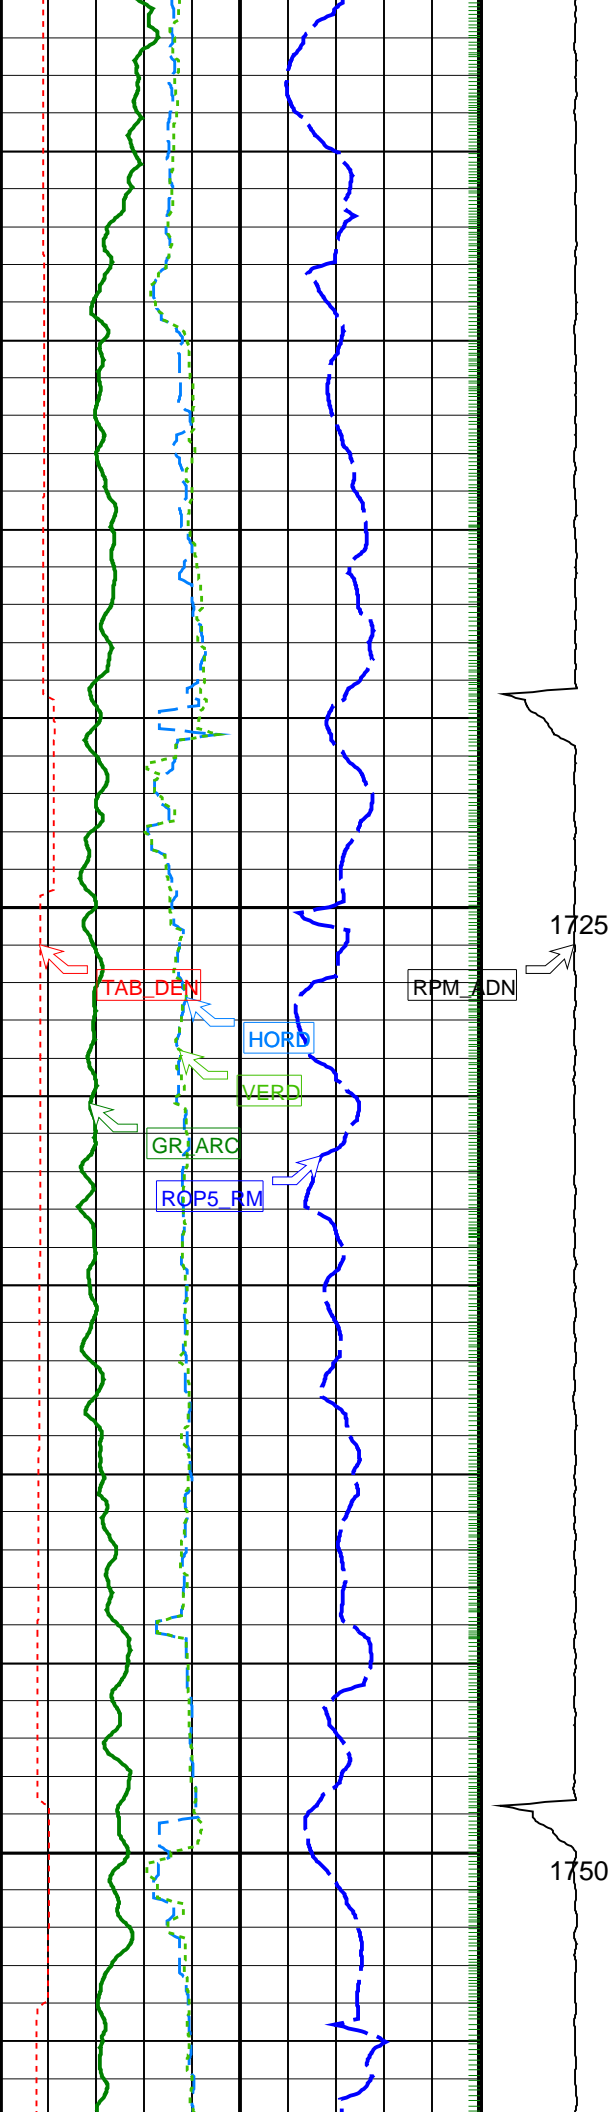 1725
TAB_DEN
RPM_ADN
HORD
VERD
GR_ARC
ROP5_RM
1750